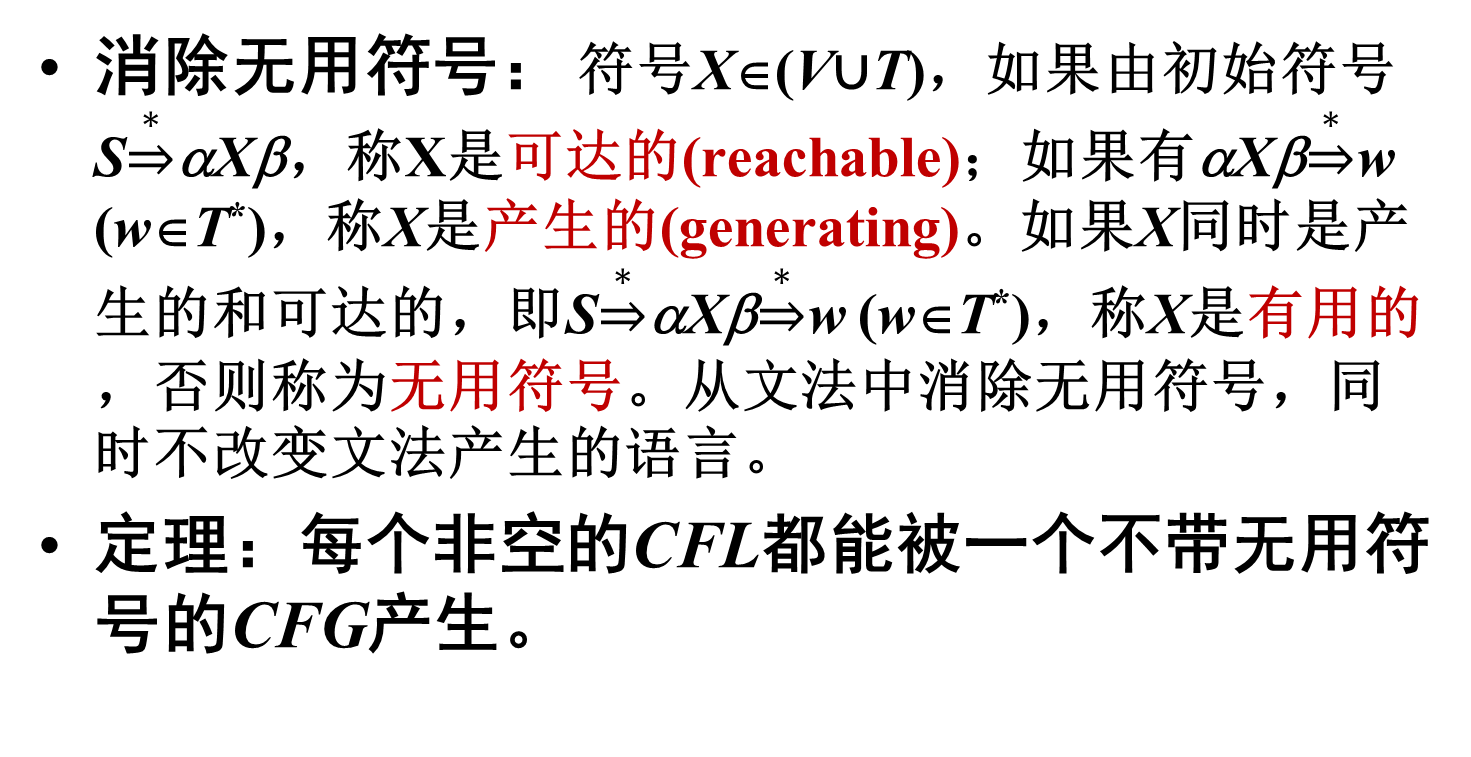 • 消除无用符号： 符号X∈(V∪T)，如果由初始符号
S⇒*αXβ，称X是可达的(reachable)；如果有αXβ⇒*w
(w∈T*)，称X是产生的(generating)。如果X同时是产
生的和可达的，即S⇒*αXβ⇒*w (w∈T*)，称X是有用的
，否则称为无用符号。从文法中消除无用符号，同
时不改变文法产生的语言。
• 定理：每个非空的CFL都能被一个不带无用符
号的CFG产生。